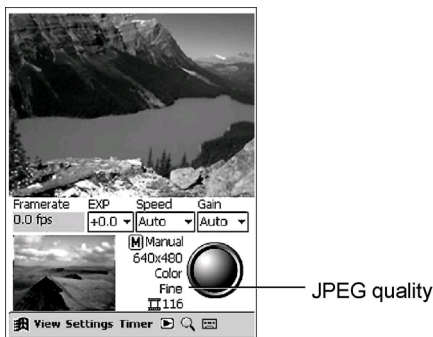 Framerate EXP Speed Gain
0.0 fps +0.0 Auto Auto
M Manual
640x480
Color
Fine
JPEG quality
116
View Settings Timer